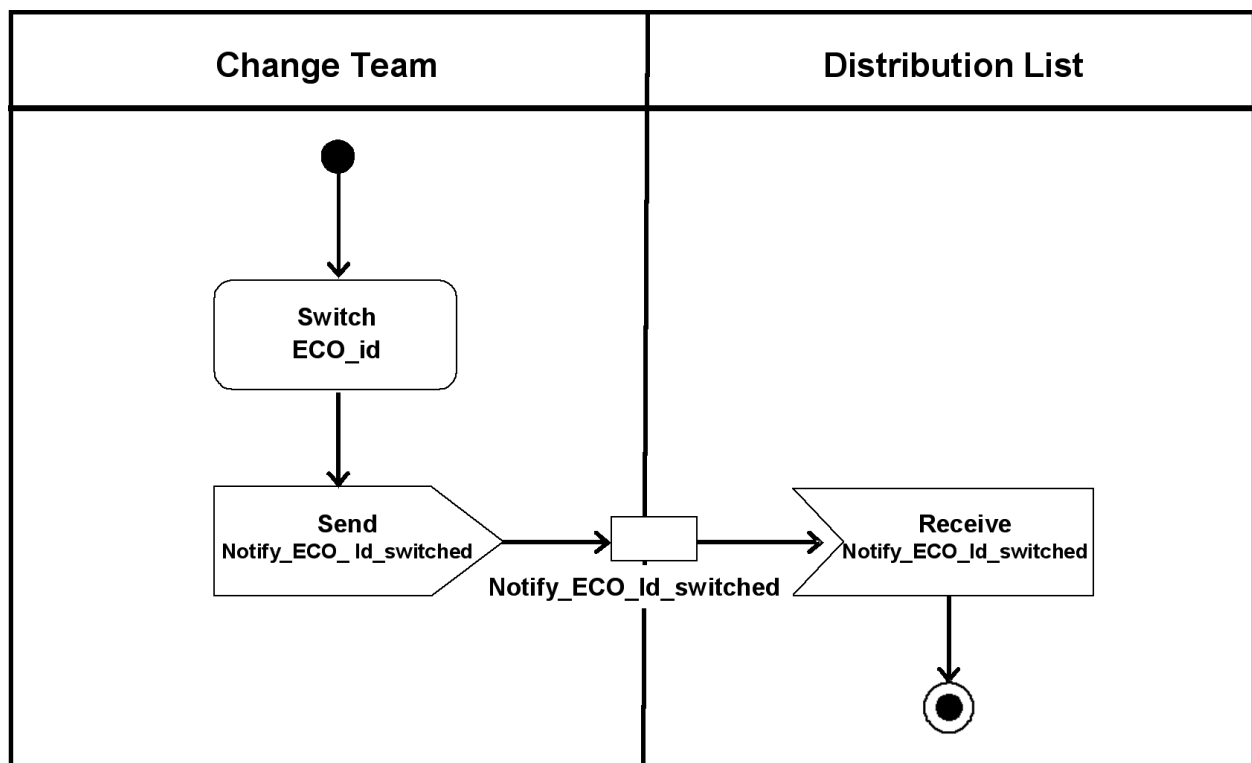 Change Team
Distribution List
Switch
ECO_id
Send
Notify_ECO_ Id_switched
Notify_ECO_Id_switched
Receive
Notify_ECO_Id_switched